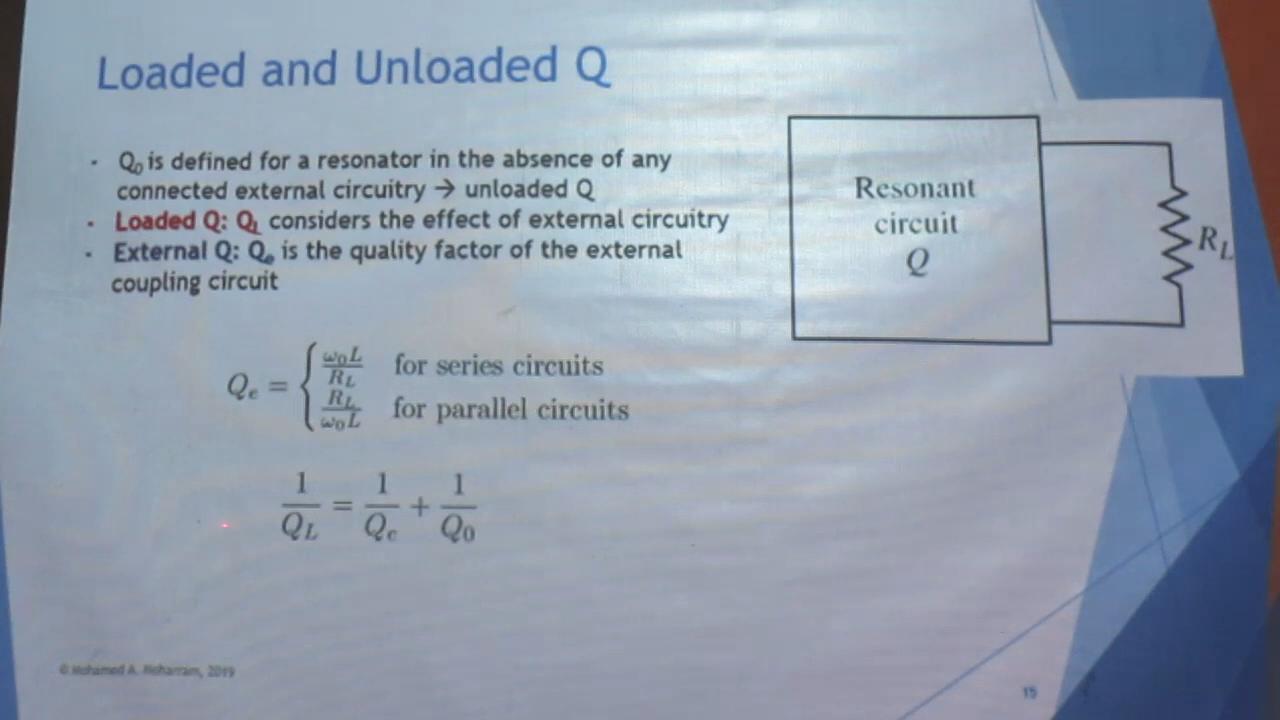 Loaded and Unloaded Q
• Q₀ is defined for a resonator in the absence of any
connected external circuitry → unloaded Q
• Loaded Q: Q_L considers the effect of external circuitry
• External Q: Qₑ is the quality factor of the external
coupling circuit
Resonant
circuit
Q
R_L
Qₑ = { ω₀L / R_L for series circuits
R_L / ω₀L for parallel circuits
1/Q_L = 1/Qₑ + 1/Q₀
© Mohamed A. Moharram, 2019
15